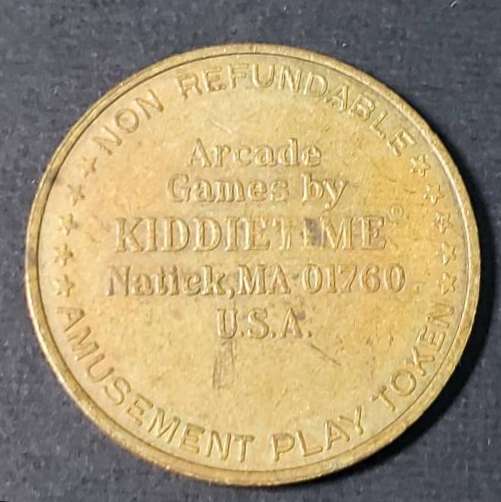 NON REFUNDABLE
Arcade
Games by
KIDDIETIME
Natick, MA 01760
U.S.A.
AMUSEMENT PLAY TOKEN